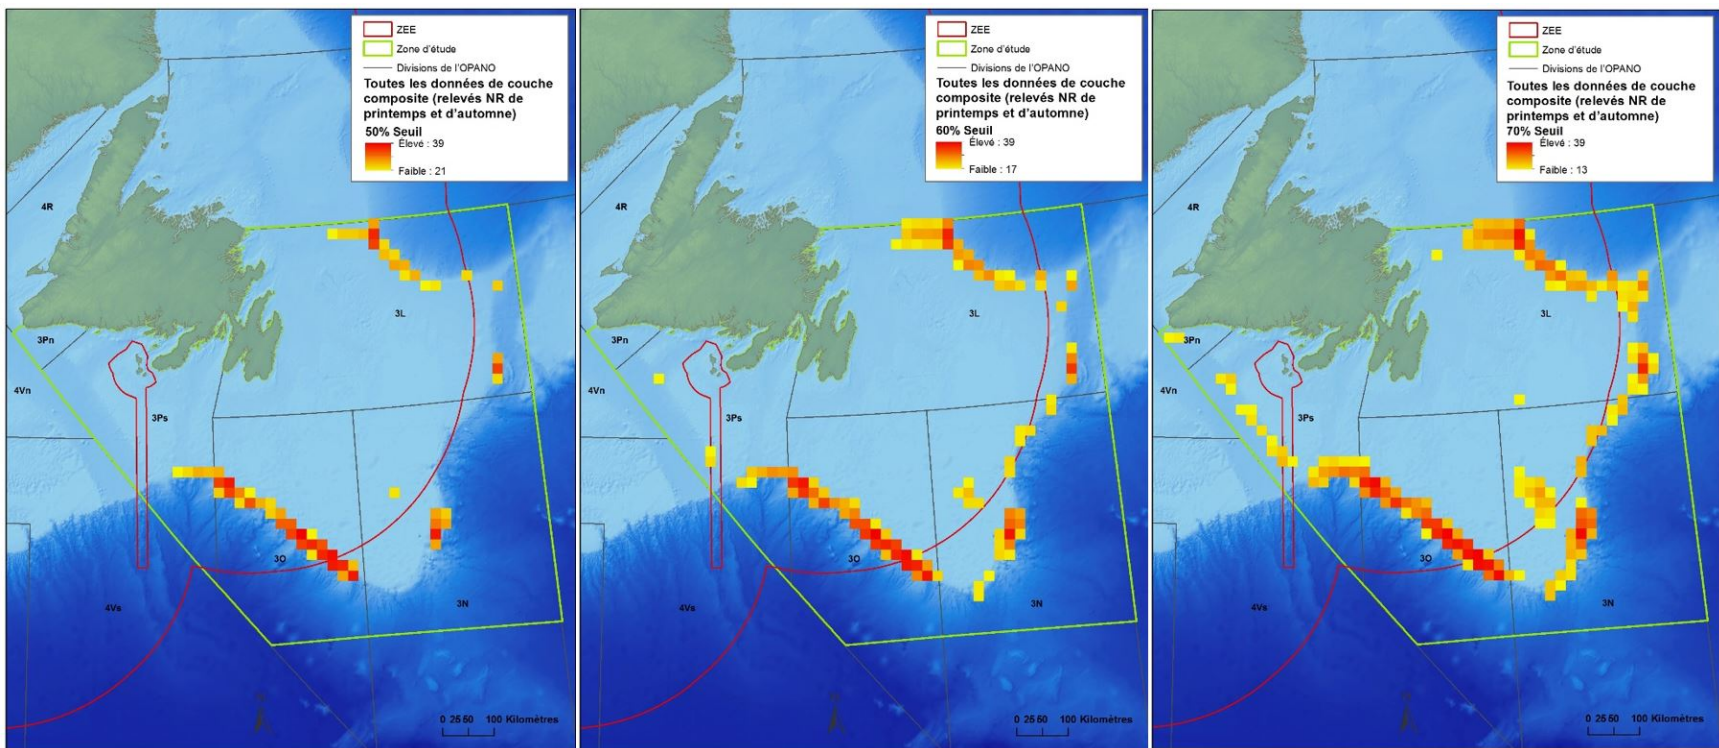 ZEE
Zone d'étude
Divisions de l'OPANO
Toutes les données de couche
composite (relevés NR de
printemps et d'automne)
50% Seuil
Élevé : 39
Faible : 21
4R
3L
3Pn
4Vn
3Ps
3O
4Vs
3N
0 25 50 100 Kilomètres
ZEE
Zone d'étude
Divisions de l'OPANO
Toutes les données de couche
composite (relevés NR de
printemps et d'automne)
60% Seuil
Élevé : 39
Faible : 17
4R
3L
3Pn
4Vn
3Ps
3O
4Vs
3N
0 25 50 100 Kilomètres
ZEE
Zone d'étude
Divisions de l'OPANO
Toutes les données de couche
composite (relevés NR de
printemps et d'automne)
70% Seuil
Élevé : 39
Faible : 13
4R
3L
3Pn
4Vn
3Ps
3O
4Vs
3N
0 25 50 100 Kilomètres